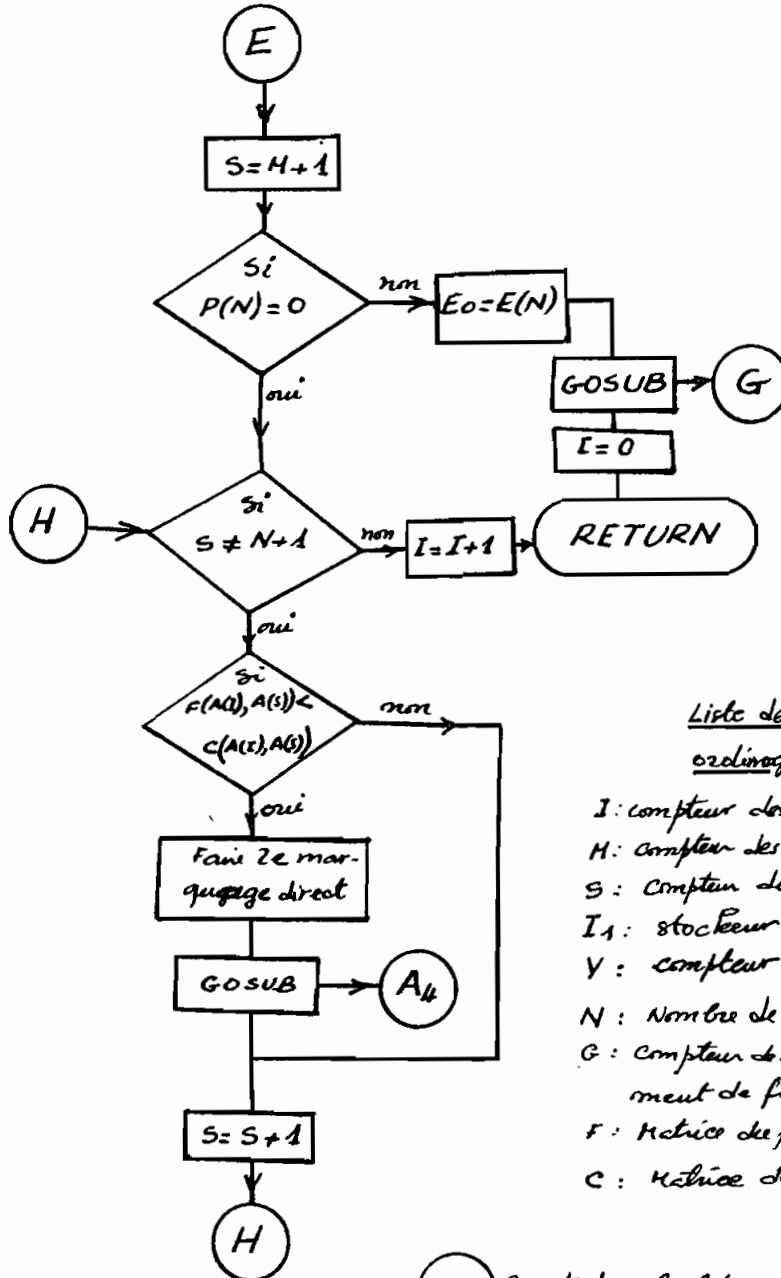 E
S=M+1
Si
P(N)=0
non
Eo=E(N)
GOSUB
G
oui
I=0
H
Si
S ≠ N+1
non
I=I+1
RETURN
oui
Si
F(A(I),A(S))<
C(A(I),A(S))
non
oui
Faire le mar-
quage direct
GOSUB
A4
S=S+1
H
Liste de
I: compteur des
M: compteur des
S: compteur de
I1: stockeur
V: compteur
N: Nombre de
G: compteur de
ment de
F: Matrice du
C: Matrice